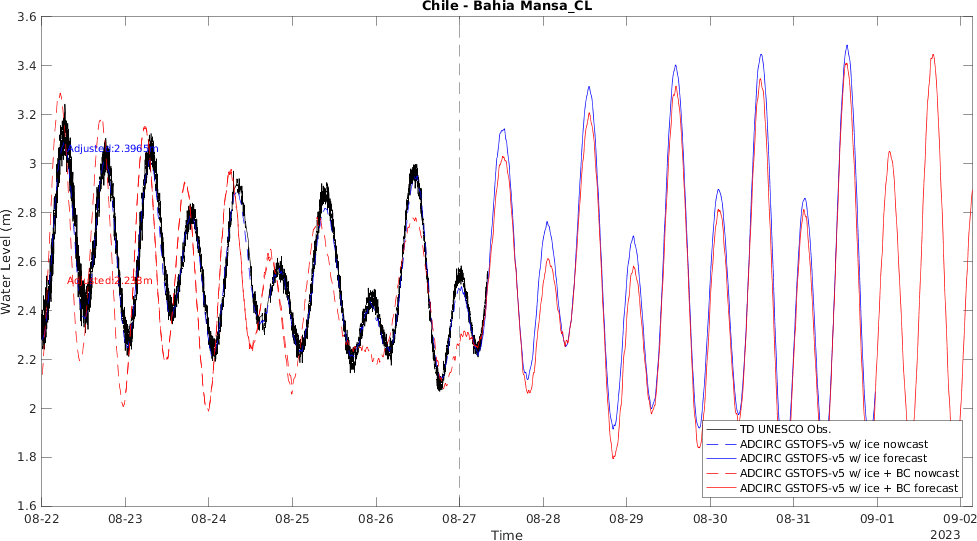 Chile - Bahia Mansa_CL
3.6
3.4
3.2
3
2.8
2.6
2.4
2.2
2
1.8
1.6
Water Level (m)
Adjusted:2.3965m
Adjusted:2.233m
TD UNESCO Obs.
ADCIRC GSTOFS-v5 w/ ice nowcast
ADCIRC GSTOFS-v5 w/ ice forecast
ADCIRC GSTOFS-v5 w/ ice + BC nowcast
ADCIRC GSTOFS-v5 w/ ice + BC forecast
08-22 08-23 08-24 08-25 08-26 08-27 08-28 08-29 08-30 08-31 09-01 09-02
Time
2023